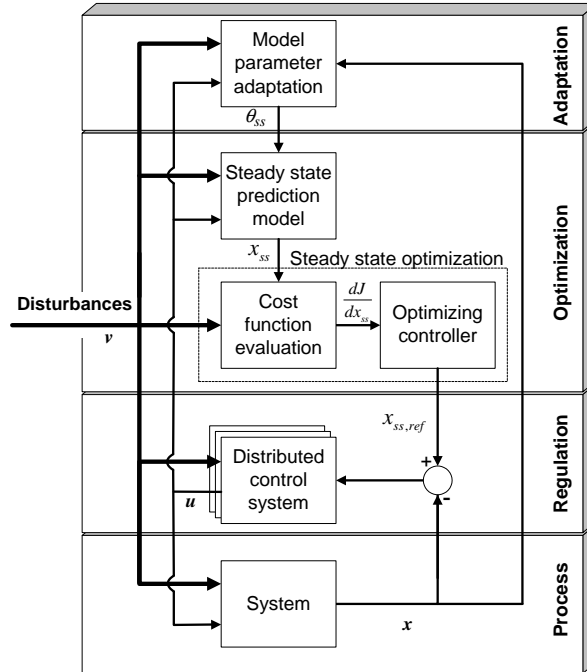 Model
parameter
adaptation
Adaptation
θss
Steady state
prediction
model
xss
Steady state optimization
Optimization
Disturbances
v
Cost
function
evaluation
dJ
dxss
Optimizing
controller
xss,ref
+
-
Distributed
control
system
u
Regulation
System
x
Process